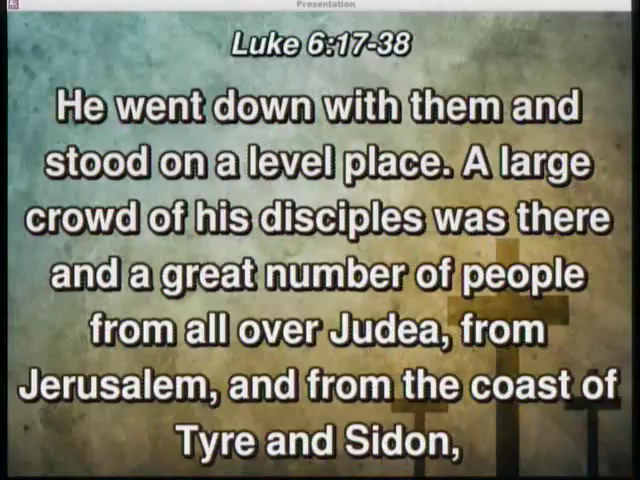 Presentation
Luke 6:17-38
He went down with them and
stood on a level place. A large
crowd of his disciples was there
and a great number of people
from all over Judea, from
Jerusalem, and from the coast of
Tyre and Sidon,